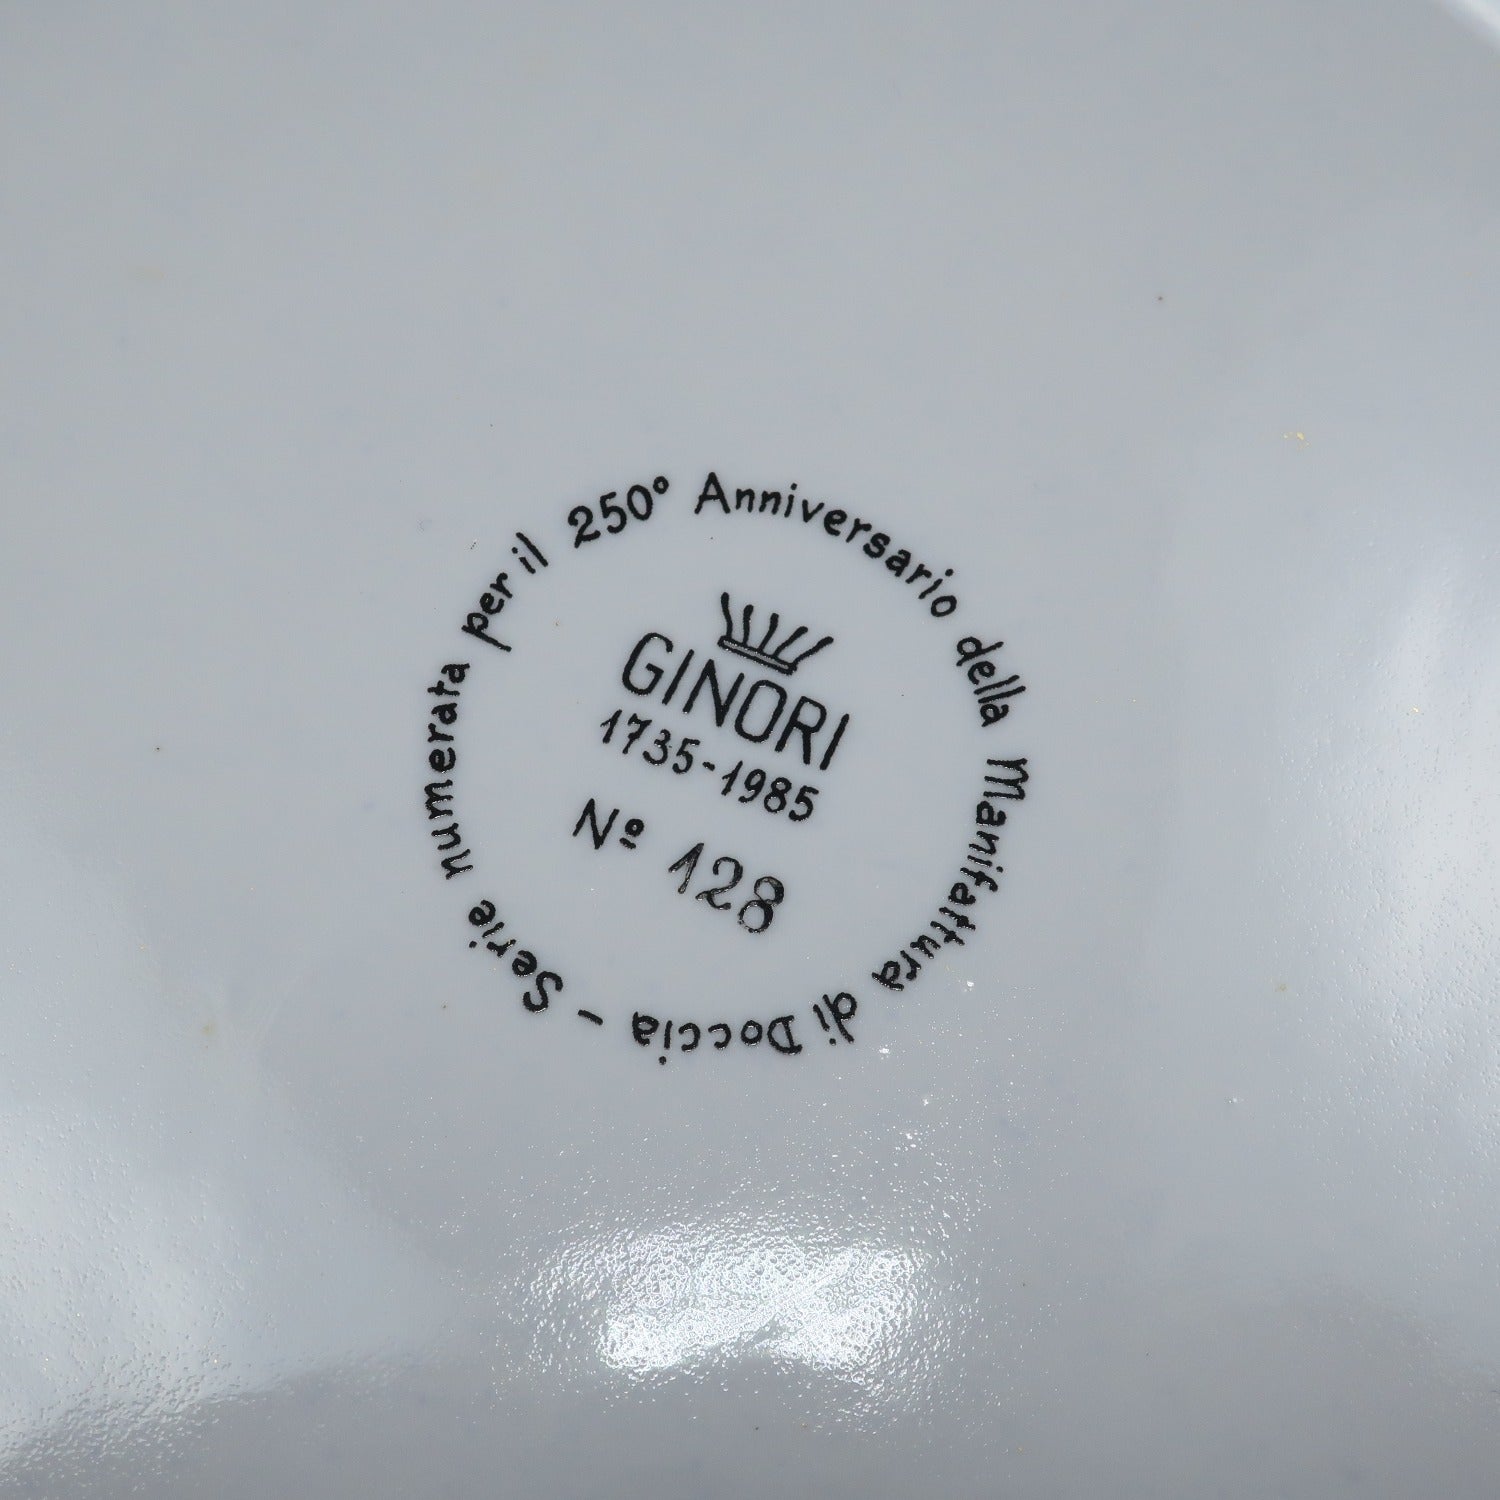 Serie numerata per il 250° Anniversario della Manifattura di Doccia -
GINORI
1735-1985
Nº 128